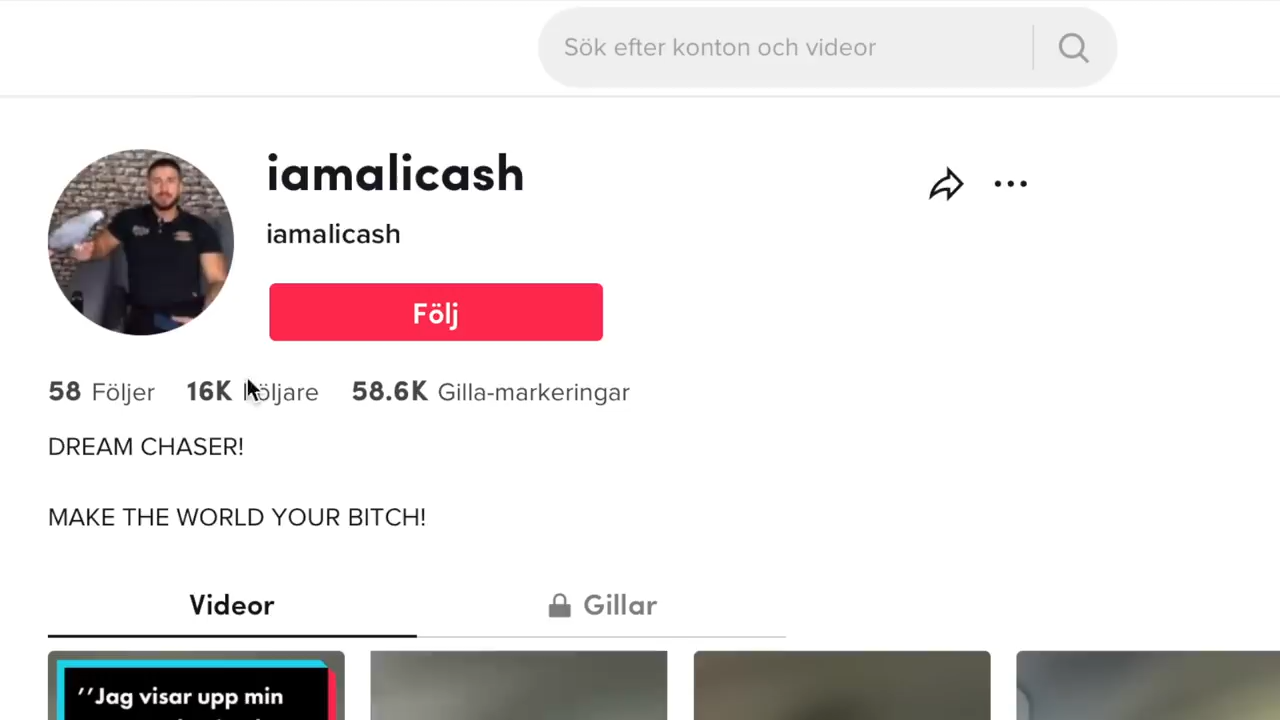 Sök efter konton och videor
iamalicash
iamalicash
Följ
58 Följer 16K Följare 58.6K Gilla-markeringar
DREAM CHASER!
MAKE THE WORLD YOUR BITCH!
Videor Gillar
’’Jag visar upp min